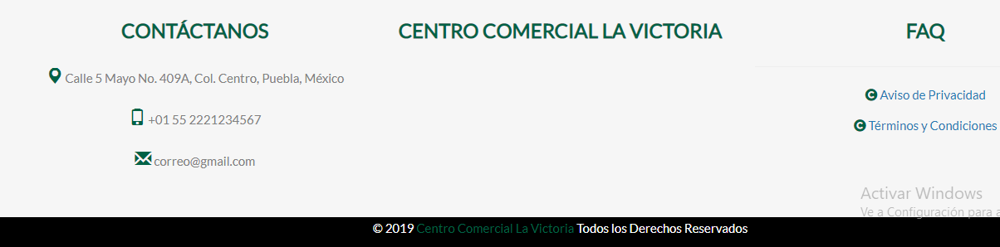 CONTÁCTANOS
Calle 5 Mayo No. 409A, Col. Centro, Puebla, México
+01 55 2221234567
correo@gmail.com
CENTRO COMERCIAL LA VICTORIA
FAQ
Aviso de Privacidad
Términos y Condiciones
Activar Windows
Ve a Configuración para a
© 2019 Centro Comercial La Victoria Todos los Derechos Reservados